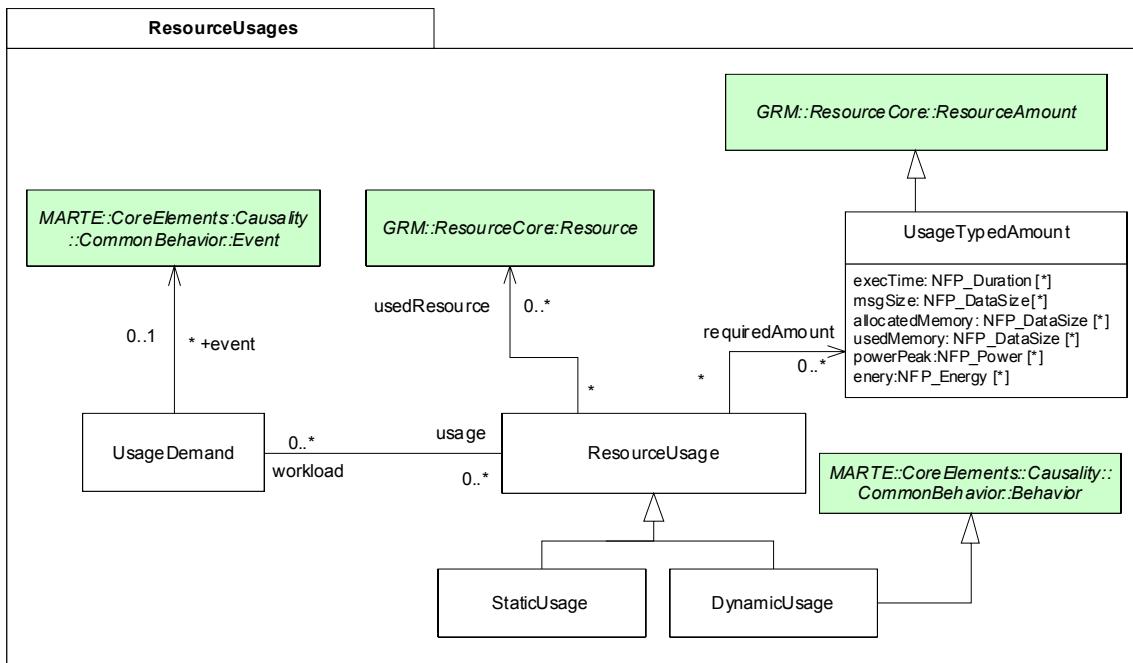 ResourceUsages
GRM::ResourceCore::ResourceAmount
MARTE::CoreElements::Causality
::CommonBehavior::Event
GRM::ResourceCore::Resource
UsageTypedAmount
execTime: NFP_Duration [*]
msgSize: NFP_DataSize [*]
allocatedMemory: NFP_DataSize [*]
usedMemory: NFP_DataSize [*]
powerPeak:NFP_Power [*]
enery:NFP_Energy [*]
usedResource
0..*
requiredAmount
0..1
* +event
*
0..*
*
UsageDemand
0..*
workload
usage
0..*
ResourceUsage
MARTE::CoreElements::Causality::
CommonBehavior::Behavior
StaticUsage
DynamicUsage